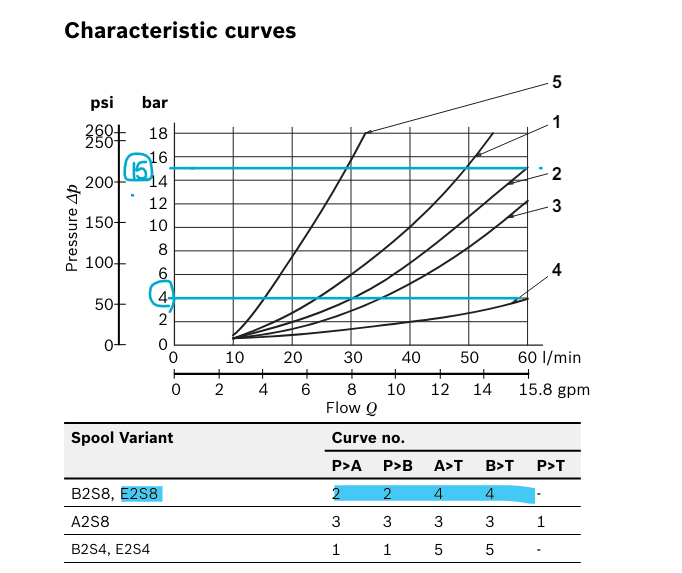 Characteristic curves
psi bar
5
1
2
3
4
260
250
200
150
100
50
0
18
16
15
14
12
10
8
6
4
2
0
Pressure Δp
0 10 20 30 40 50 60 l/min
0 2 4 6 8 10 12 14 15.8 gpm
Flow Q
Spool Variant Curve no.
P>A P>B A>T B>T P>T
B2S8, E2S8 2 2 4 4 -
A2S8 3 3 3 3 1
B2S4, E2S4 1 1 5 5 -